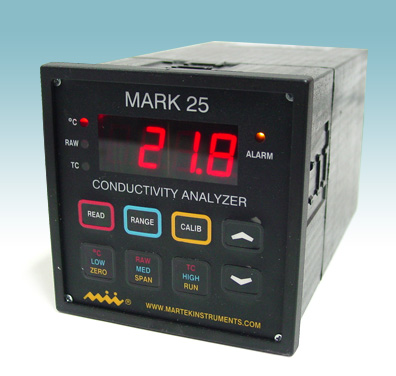 MARK 25
°C
RAW
TC
21.8
ALARM
CONDUCTIVITY ANALYZER
READ RANGE CALIB
°C RAW TC
LOW MED HIGH
ZERO SPAN RUN
®
WWW.MARTEKINSTRUMENTS.COM